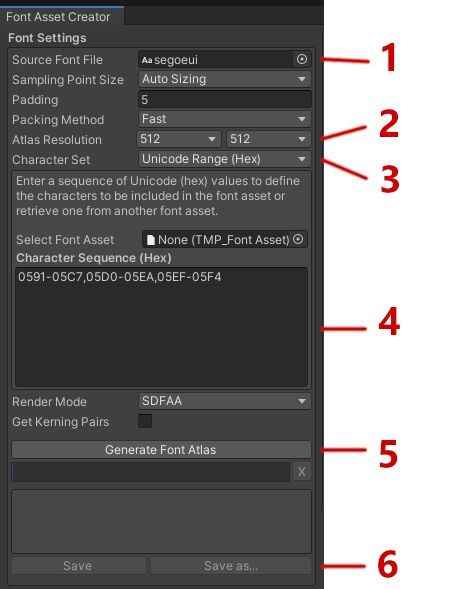 Font Asset Creator
Font Settings
Source Font File Aa segoeui 1
Sampling Point Size Auto Sizing
Padding 5
Packing Method Fast
Atlas Resolution 512 512 2
Character Set Unicode Range (Hex) 3
Enter a sequence of Unicode (hex) values to define
the characters to be included in the font asset or
retrieve one from another font asset.
Select Font Asset None (TMP_Font Asset)
Character Sequence (Hex)
0591-05C7,05D0-05EA,05EF-05F4
4
Render Mode SDFAA
Get Kerning Pairs
Generate Font Atlas 5
X
Save Save as... 6